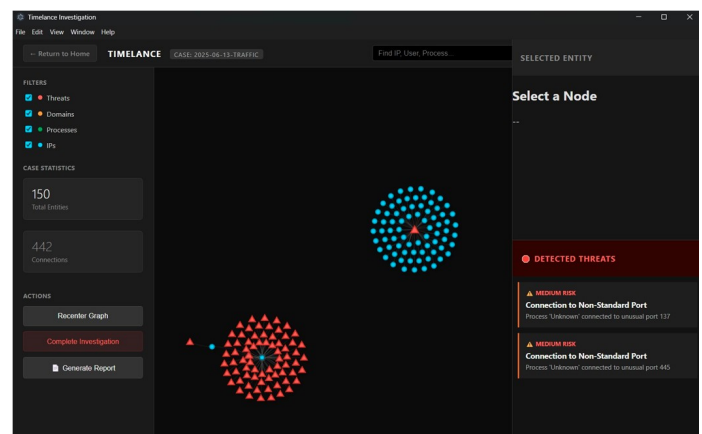 Timelance Investigation
File Edit View Window Help
← Return to Home TIMELANCE CASE: 2025-06-13-TRAFFIC Find IP, User, Process...
FILTERS
Threats
Domains
Processes
IPs
CASE STATISTICS
150
Total Entities
442
Connections
ACTIONS
Recenter Graph
Complete Investigation
Generate Report
SELECTED ENTITY
Select a Node
--
DETECTED THREATS
MEDIUM RISK
Connection to Non-Standard Port
Process 'Unknown' connected to unusual port 137
MEDIUM RISK
Connection to Non-Standard Port
Process 'Unknown' connected to unusual port 445